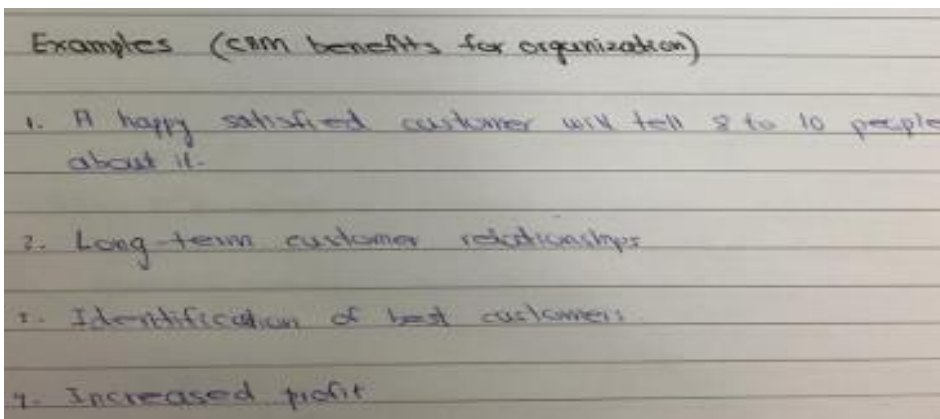 Examples (CRM benefits for organization)
1. A happy satisfied customer will tell 8 to 10 people
about it.
2. Long-term customer relationships
3. Identification of best customers
4. Increased profit